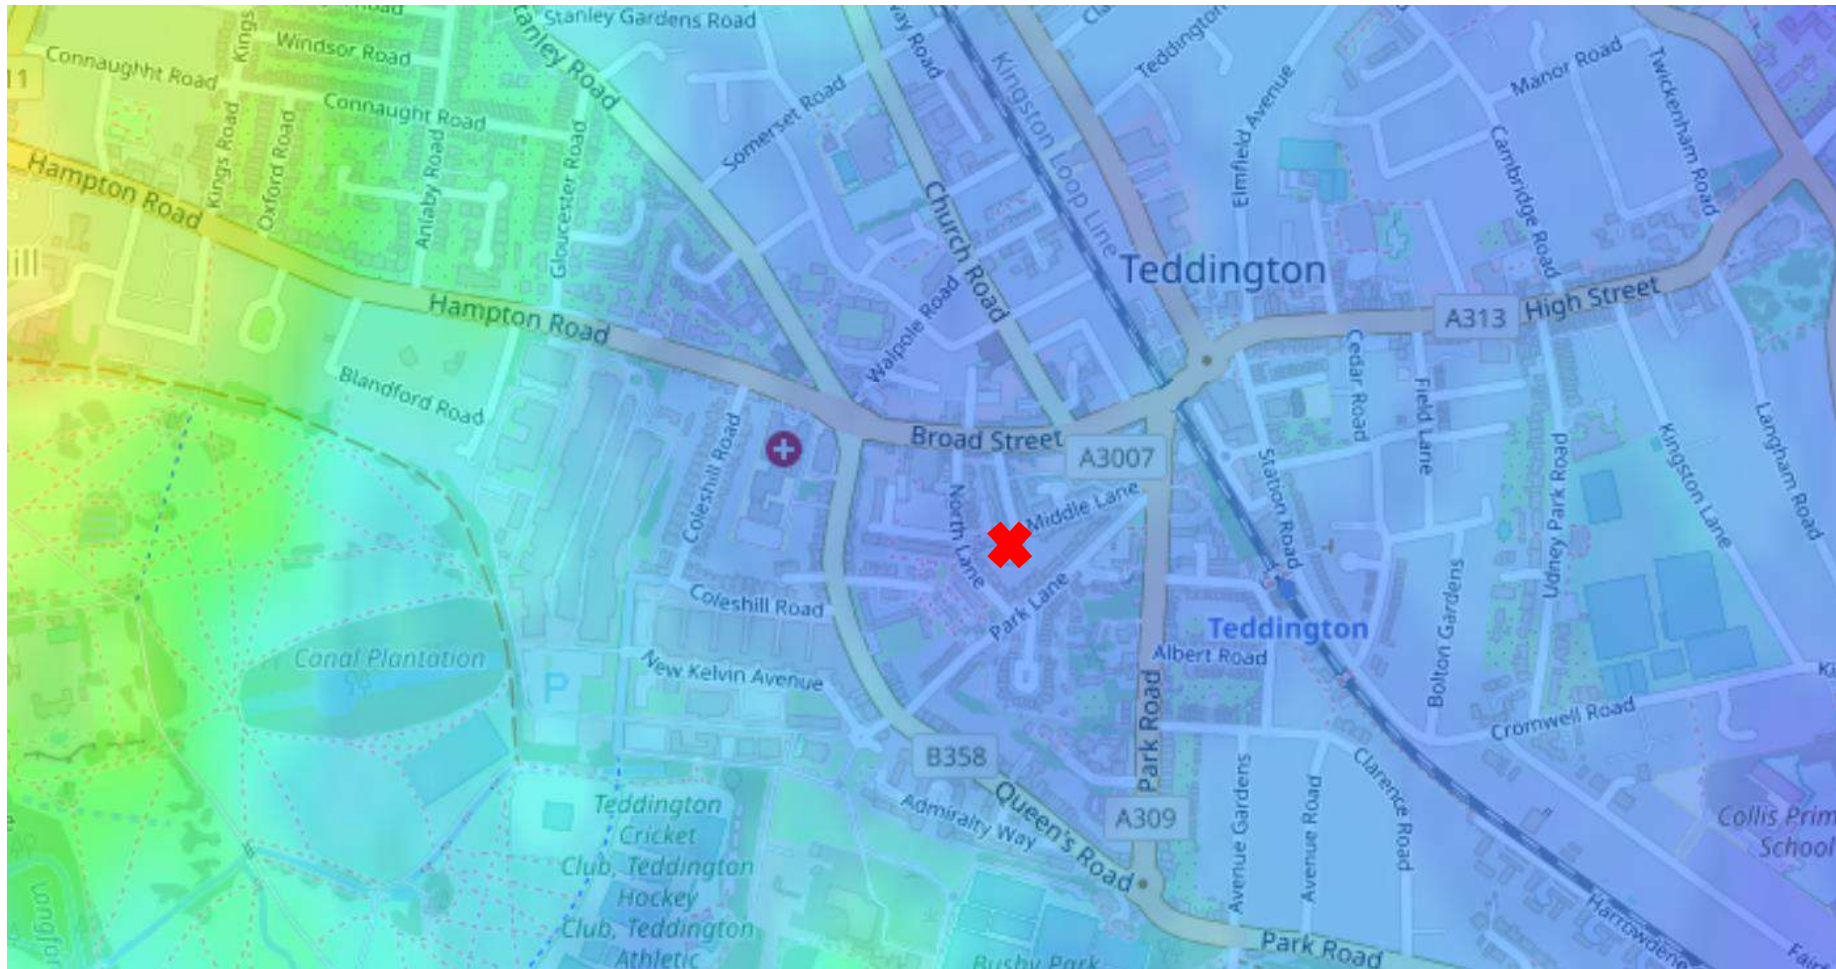 Stanley Gardens Road
Windsor Road
Kings
Connaughht Road
11
Connaught Road
Stanley Road
Kings Road
Oxford Road
Anlaby Road
Gloucester Road
Hampton Road
Hampton Road
Somerset Road
way Road
Kingston Loop Line
Teddington
Elmfield Avenue
Manor Road
Twickenham Road
Cambridge Road
Church Road
Teddington
ill
Walpole Road
High Street
A313
Cedar Road
Field Lane
Blandford Road
Coleshill Road
Broad Street
A3007
Middle Lane
North Lane
Station Road
Udney Park Road
Kingston Lane
Langham Road
Coleshill Road
Park Lane
Teddington
Albert Road
Bolton Gardens
Canal Plantation
New Kelvin Avenue
P
Park Road
Cromwell Road
B358
Queen's Road
Admiralty Way
A309
Avenue Gardens
Avenue Road
Clarence Road
Collis Prim
School
Teddington
Cricket
Club, Teddington
Hockey
Club, Teddington
Athletic
Bushy Park
Park Road
Harrowdene